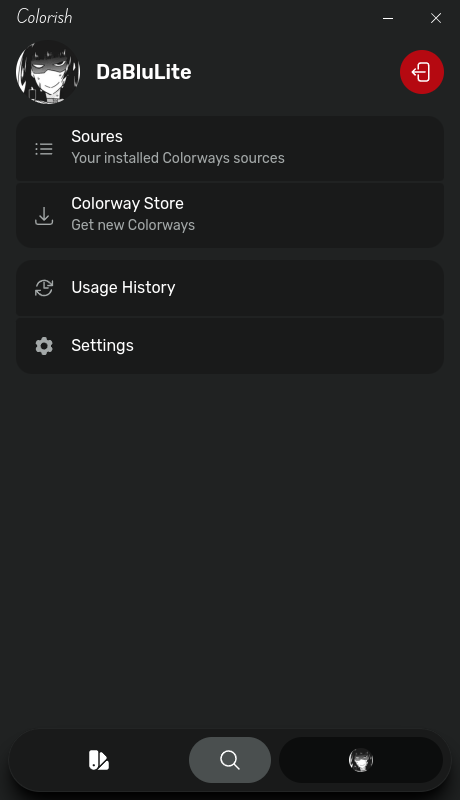 Colorish
DaBluLite
Soures
Your installed Colorways sources
Colorway Store
Get new Colorways
Usage History
Settings